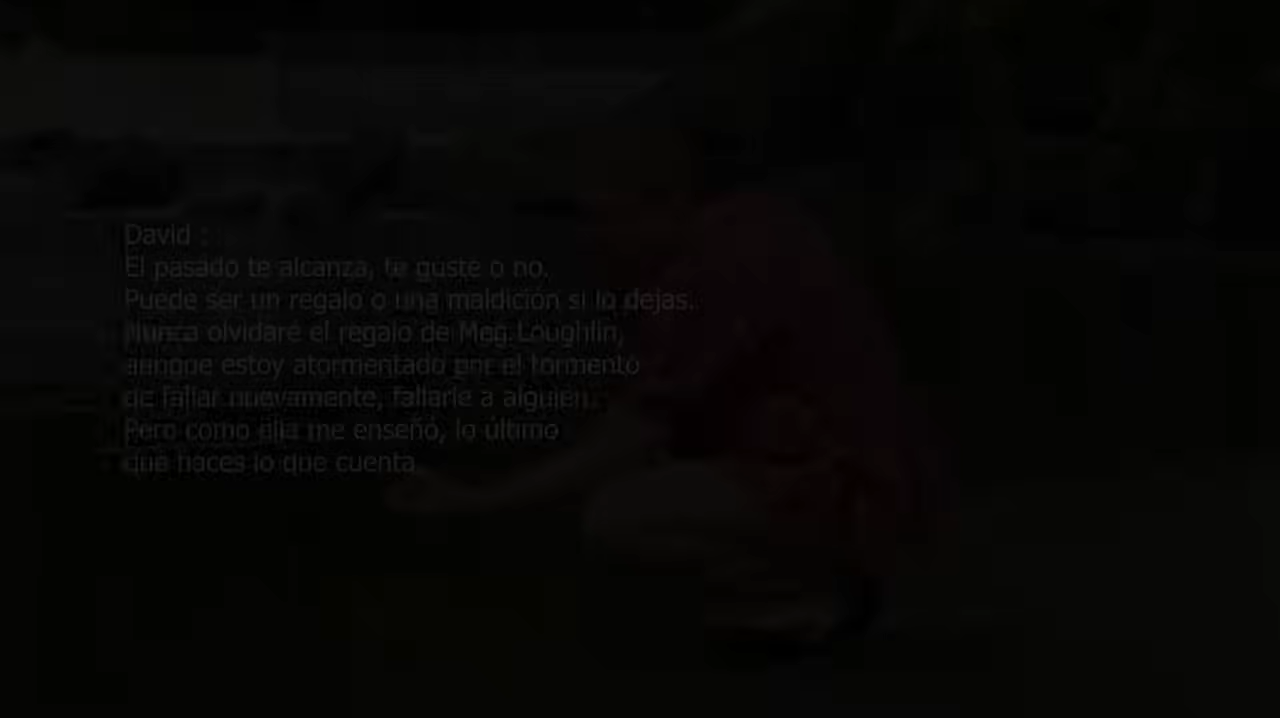 David :
El pasado te alcanza, te guste o no.
Puede ser un regalo o una maldición si lo dejas.
Nunca olvidaré el regalo de Meg Loughlin,
aunque estoy atormentado por el tormento
de fallar nuevamente, fallarle a alguien.
Pero como ella me enseñó, lo último
que haces lo que cuenta